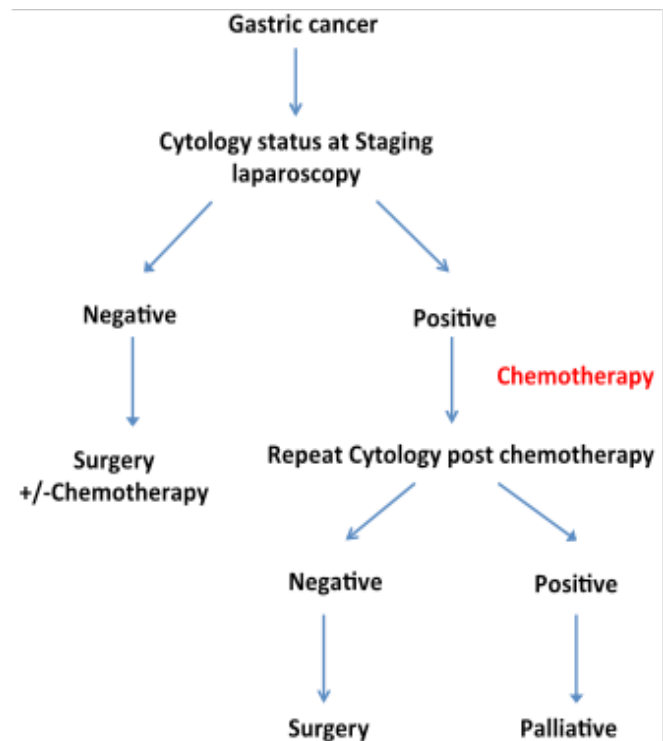 Gastric cancer
Cytology status at Staging
laparoscopy
Negative
Positive
Chemotherapy
Surgery
+/-Chemotherapy
Repeat Cytology post chemotherapy
Negative
Positive
Surgery
Palliative